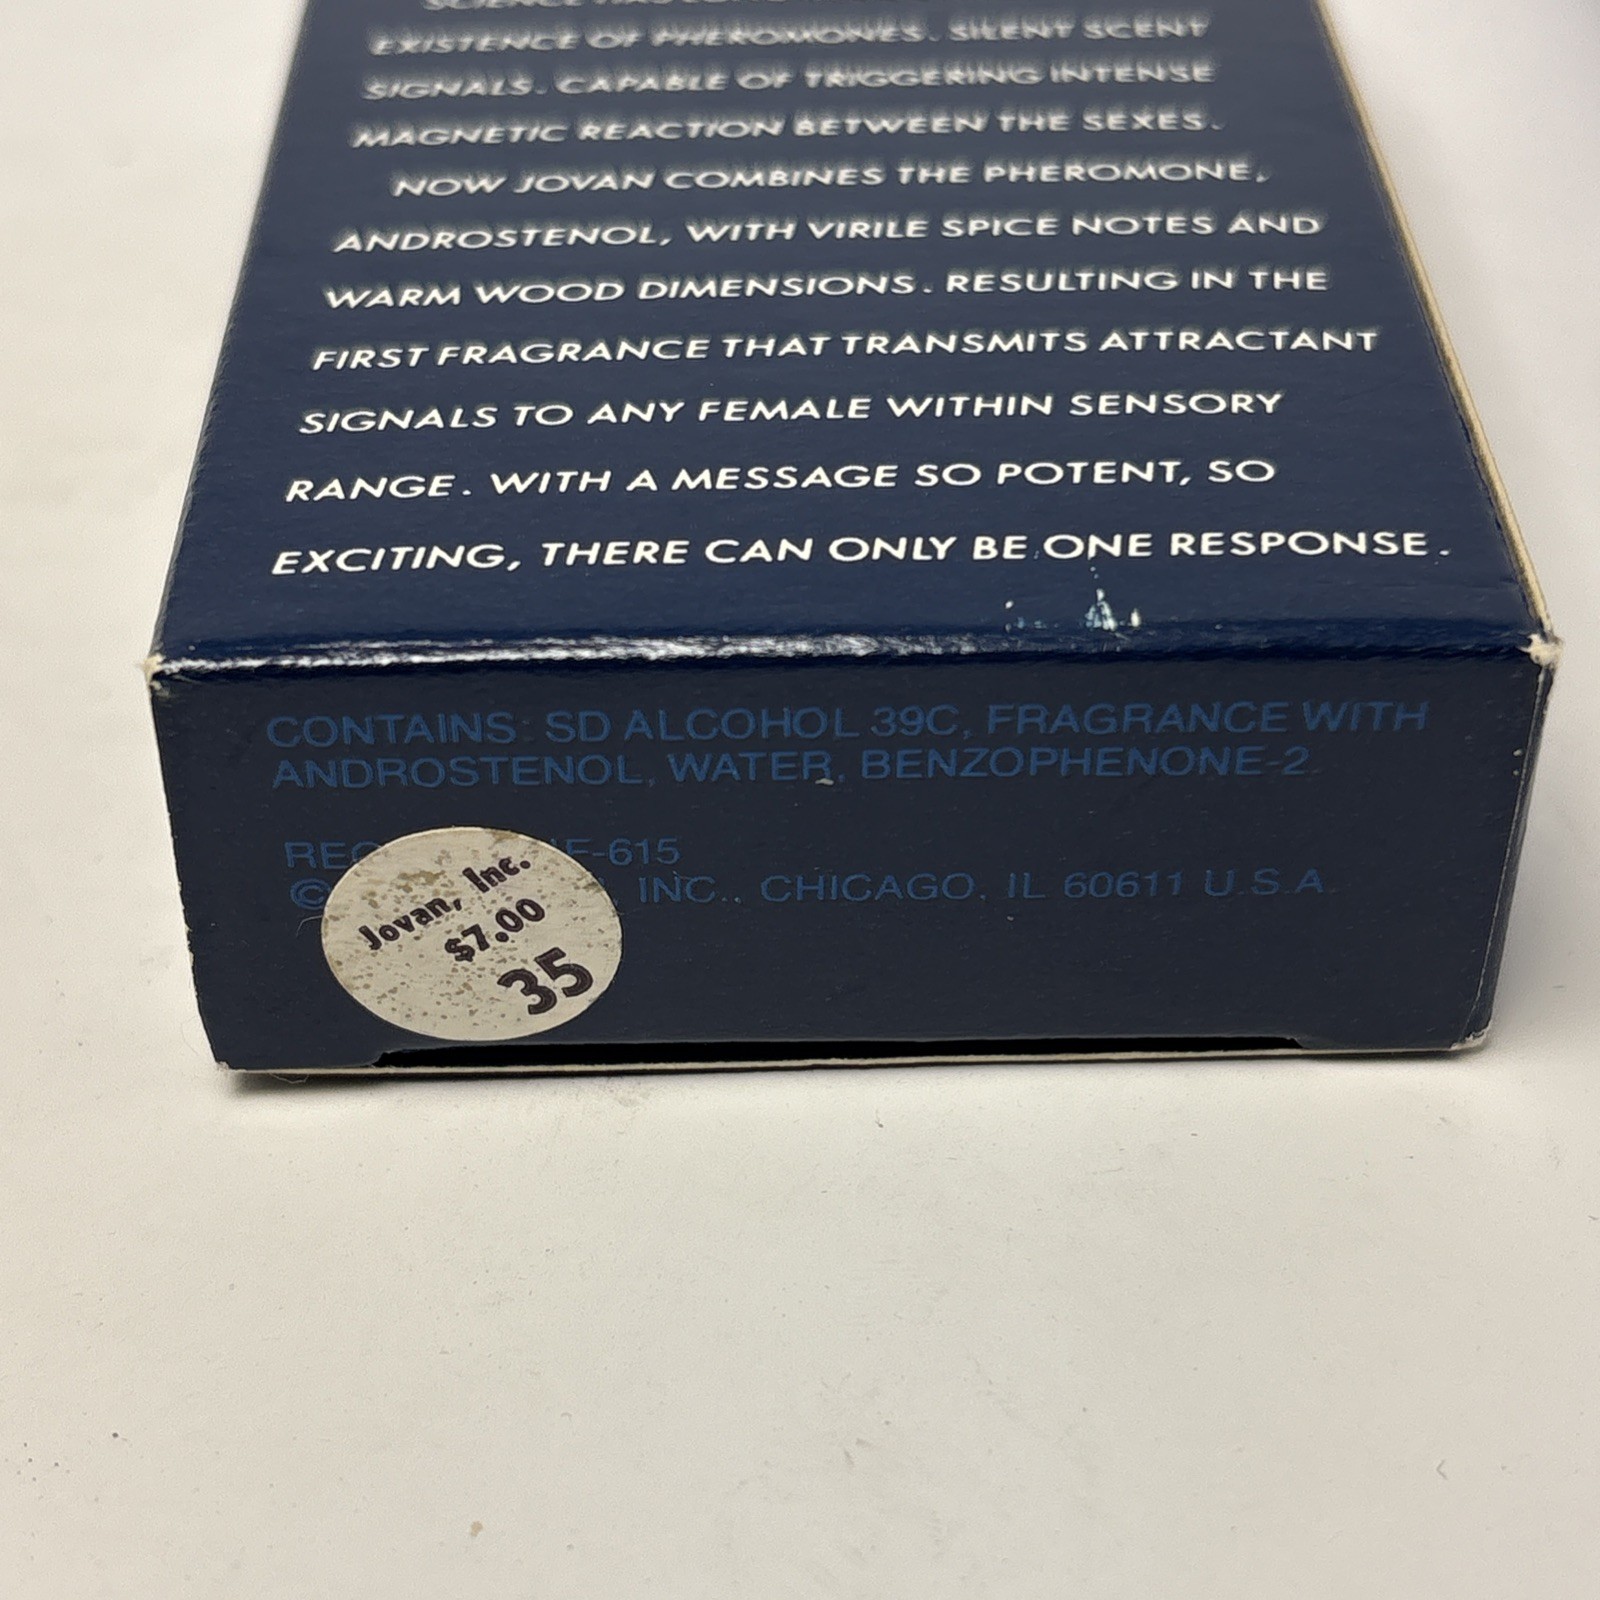 SCIENCE HAS LONG
EXISTENCE OF PHEROMONES. SILENT SCENT
SIGNALS. CAPABLE OF TRIGGERING INTENSE
MAGNETIC REACTION BETWEEN THE SEXES.
NOW JOVAN COMBINES THE PHEROMONE,
ANDROSTENOL, WITH VIRILE SPICE NOTES AND
WARM WOOD DIMENSIONS. RESULTING IN THE
FIRST FRAGRANCE THAT TRANSMITS ATTRACTANT
SIGNALS TO ANY FEMALE WITHIN SENSORY
RANGE. WITH A MESSAGE SO POTENT, SO
EXCITING, THERE CAN ONLY BE ONE RESPONSE.
CONTAINS: SD ALCOHOL 39C, FRAGRANCE WITH
ANDROSTENOL, WATER, BENZOPHENONE-2.
-615
© INC., CHICAGO, IL 60611 U.S.A.
Jovan, Inc.
$7.00
35